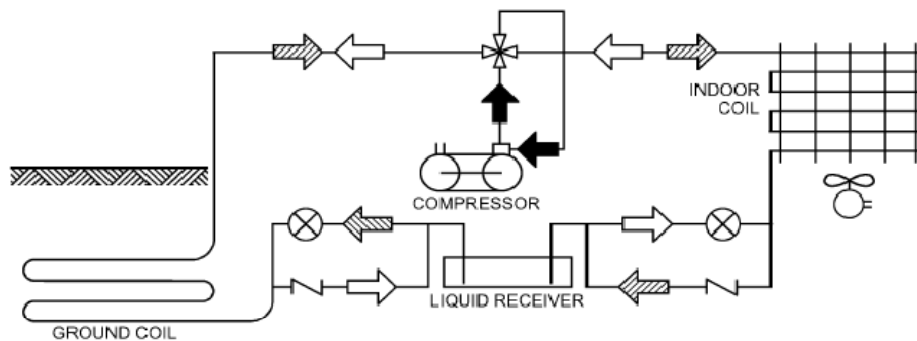 INDOOR
COIL
COMPRESSOR
LIQUID RECEIVER
GROUND COIL